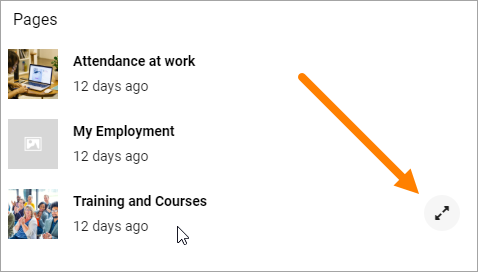 Pages
Attendance at work
12 days ago
My Employment
12 days ago
Training and Courses
12 days ago